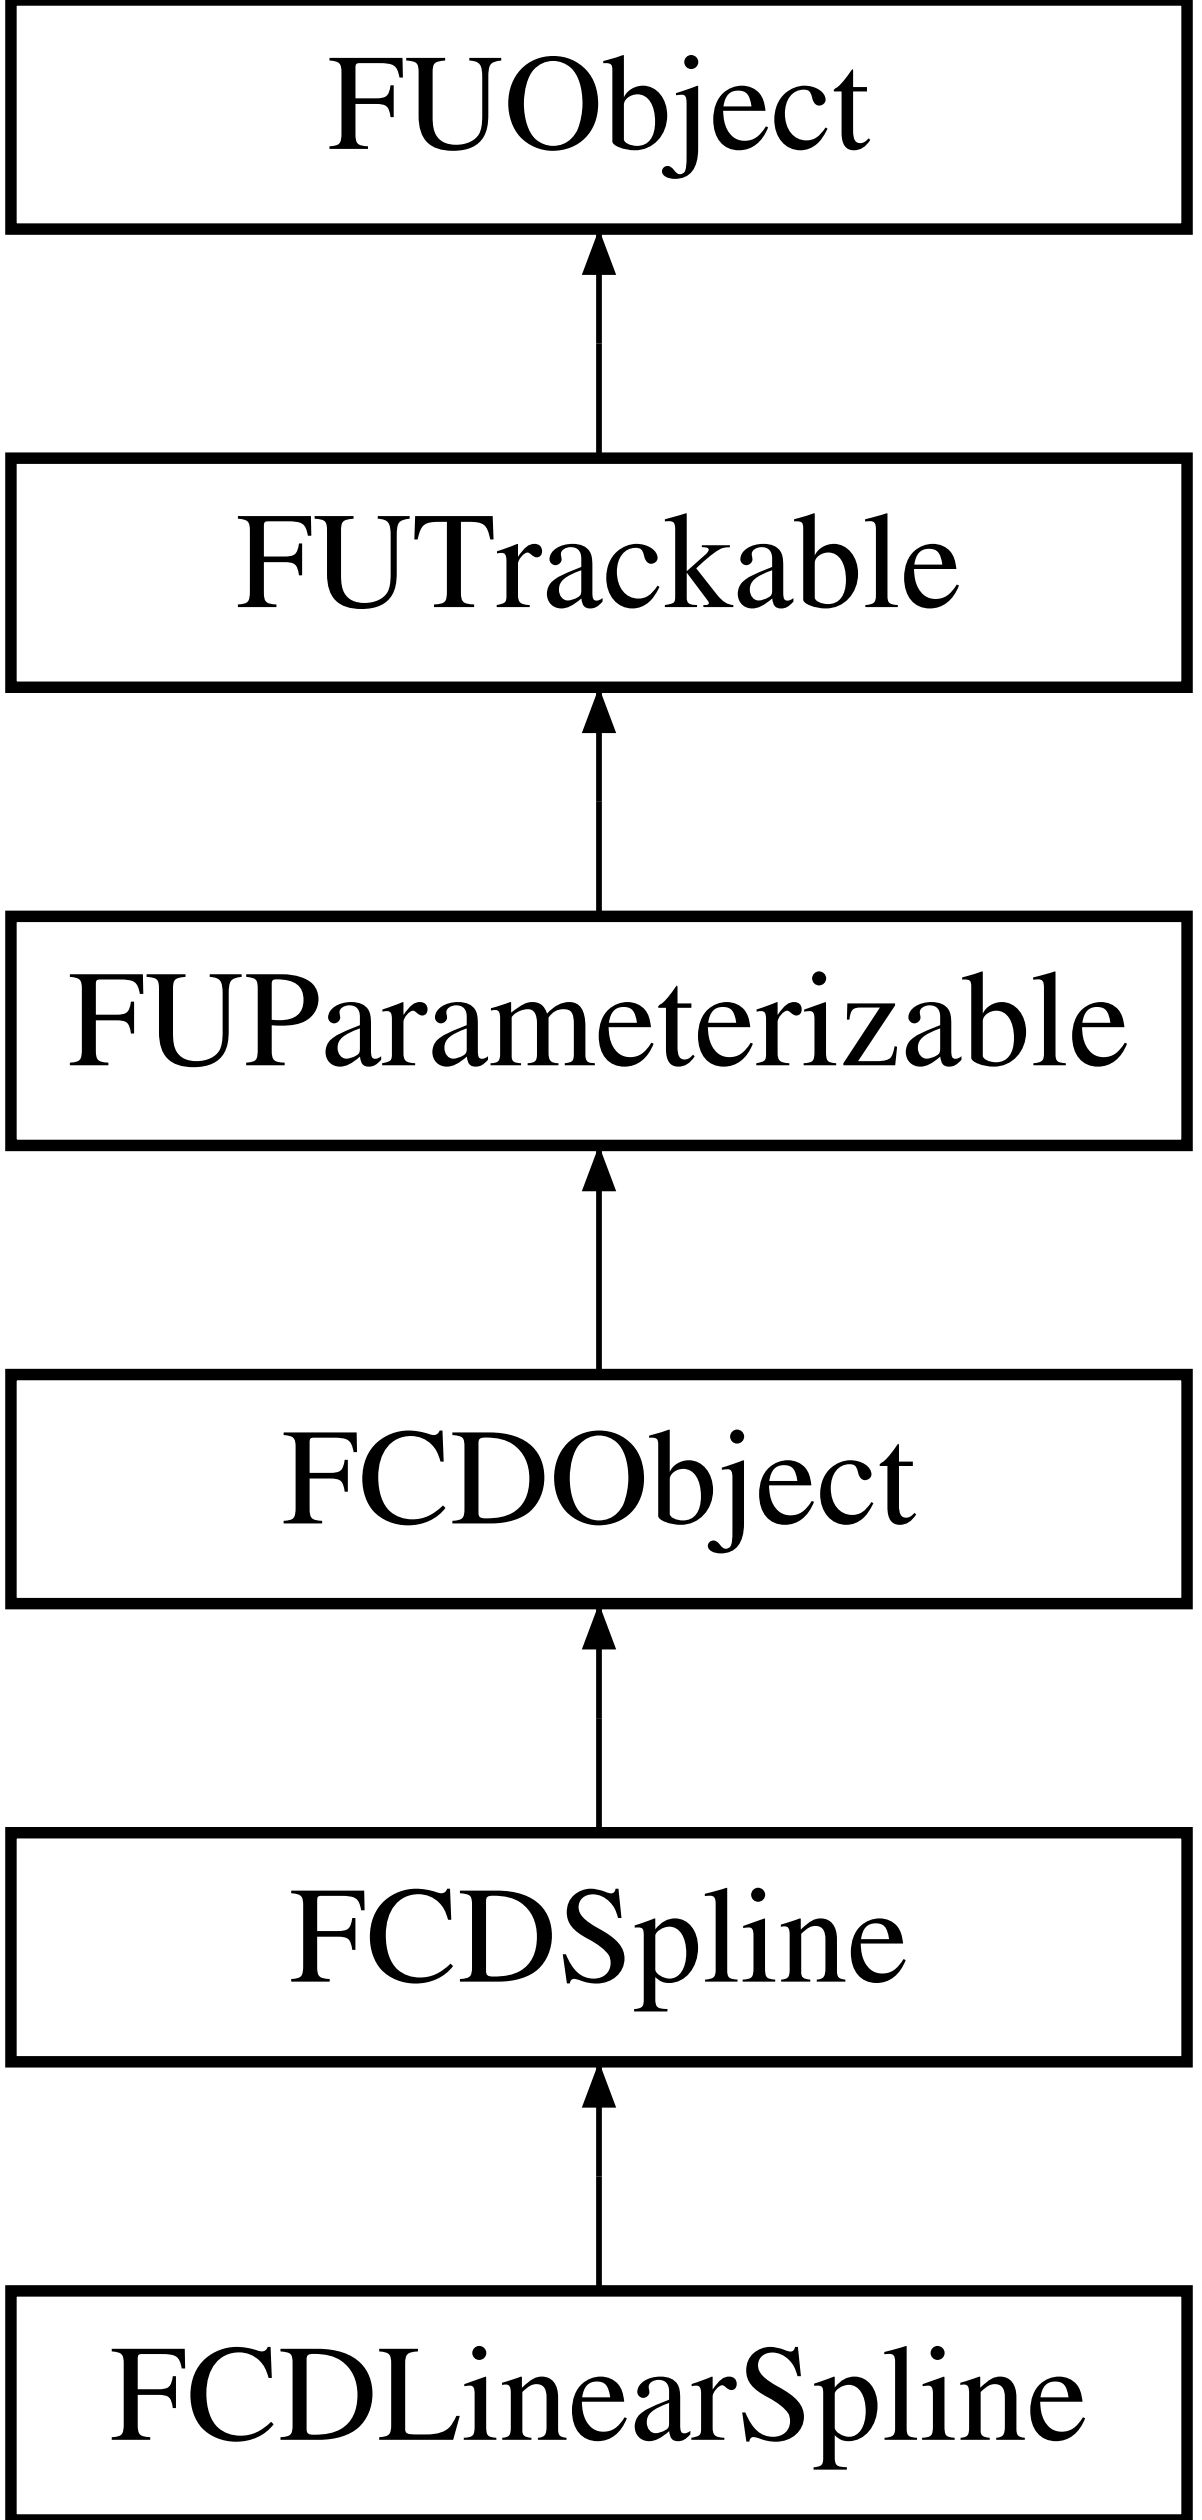 FUObject
FUTrackable
FUParameterizable
FCDObject
FCDSpline
FCDLinearSpline